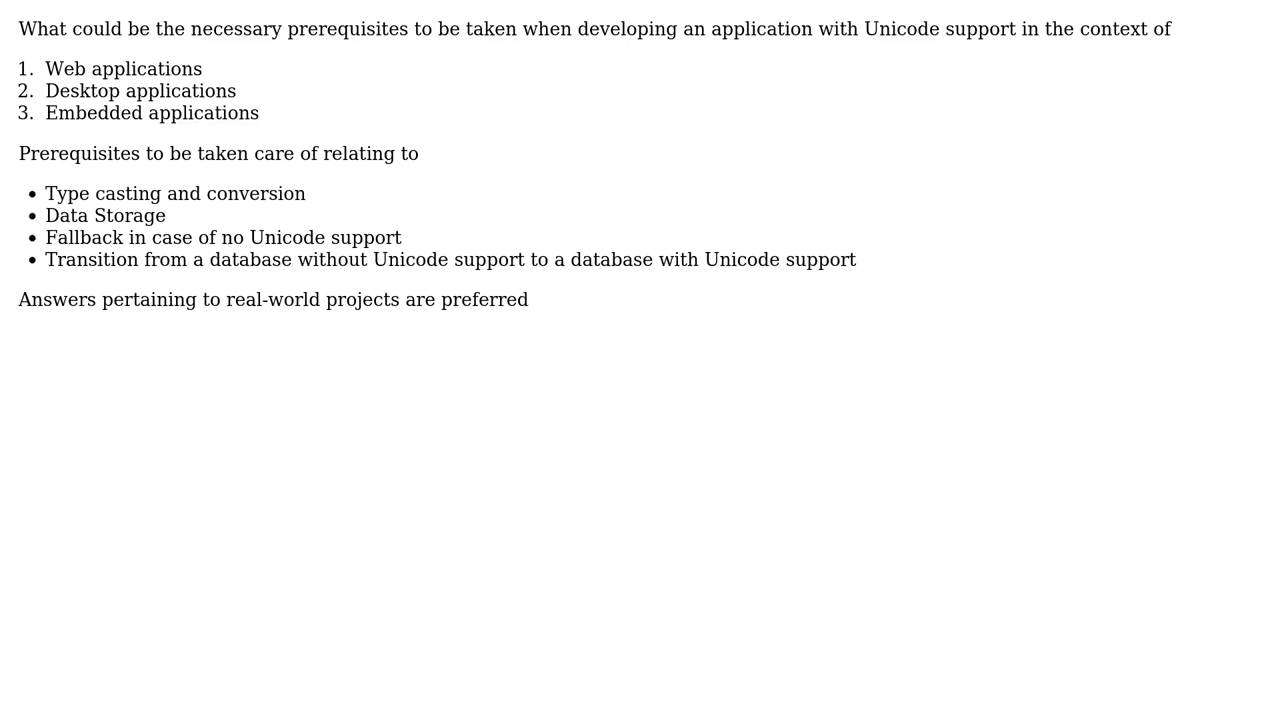 What could be the necessary prerequisites to be taken when developing an application with Unicode support in the context of
1. Web applications
2. Desktop applications
3. Embedded applications
Prerequisites to be taken care of relating to
• Type casting and conversion
• Data Storage
• Fallback in case of no Unicode support
• Transition from a database without Unicode support to a database with Unicode support
Answers pertaining to real-world projects are preferred